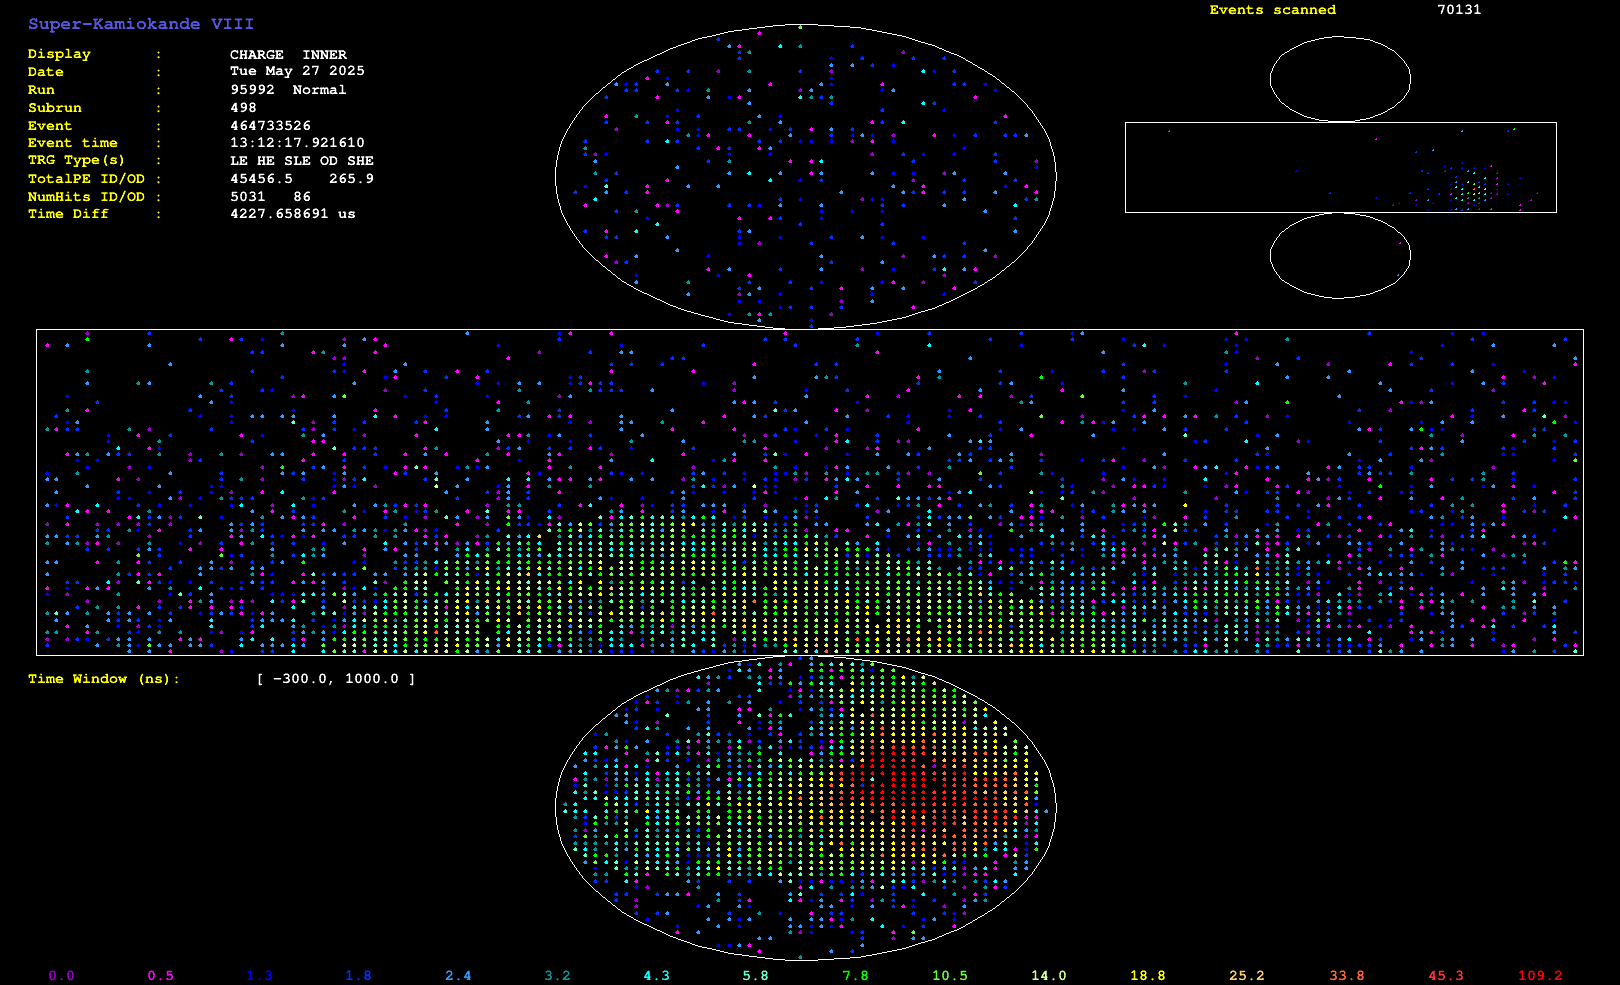 Super-Kamiokande VIII
Events scanned 70131
Display : CHARGE INNER
Date : Tue May 27 2025
Run : 95992 Normal
Subrun : 498
Event : 464733526
Event time : 13:12:17.921610
TRG Type(s) : LE HE SLE OD SHE
TotalPE ID/OD : 45456.5 265.9
NumHits ID/OD : 5031 86
Time Diff : 4227.658691 us
Time Window (ns): [ -300.0, 1000.0 ]
0.0 0.5 1.3 1.8 2.4 3.2 4.3 5.8 7.8 10.5 14.0 18.8 25.2 33.8 45.3 109.2